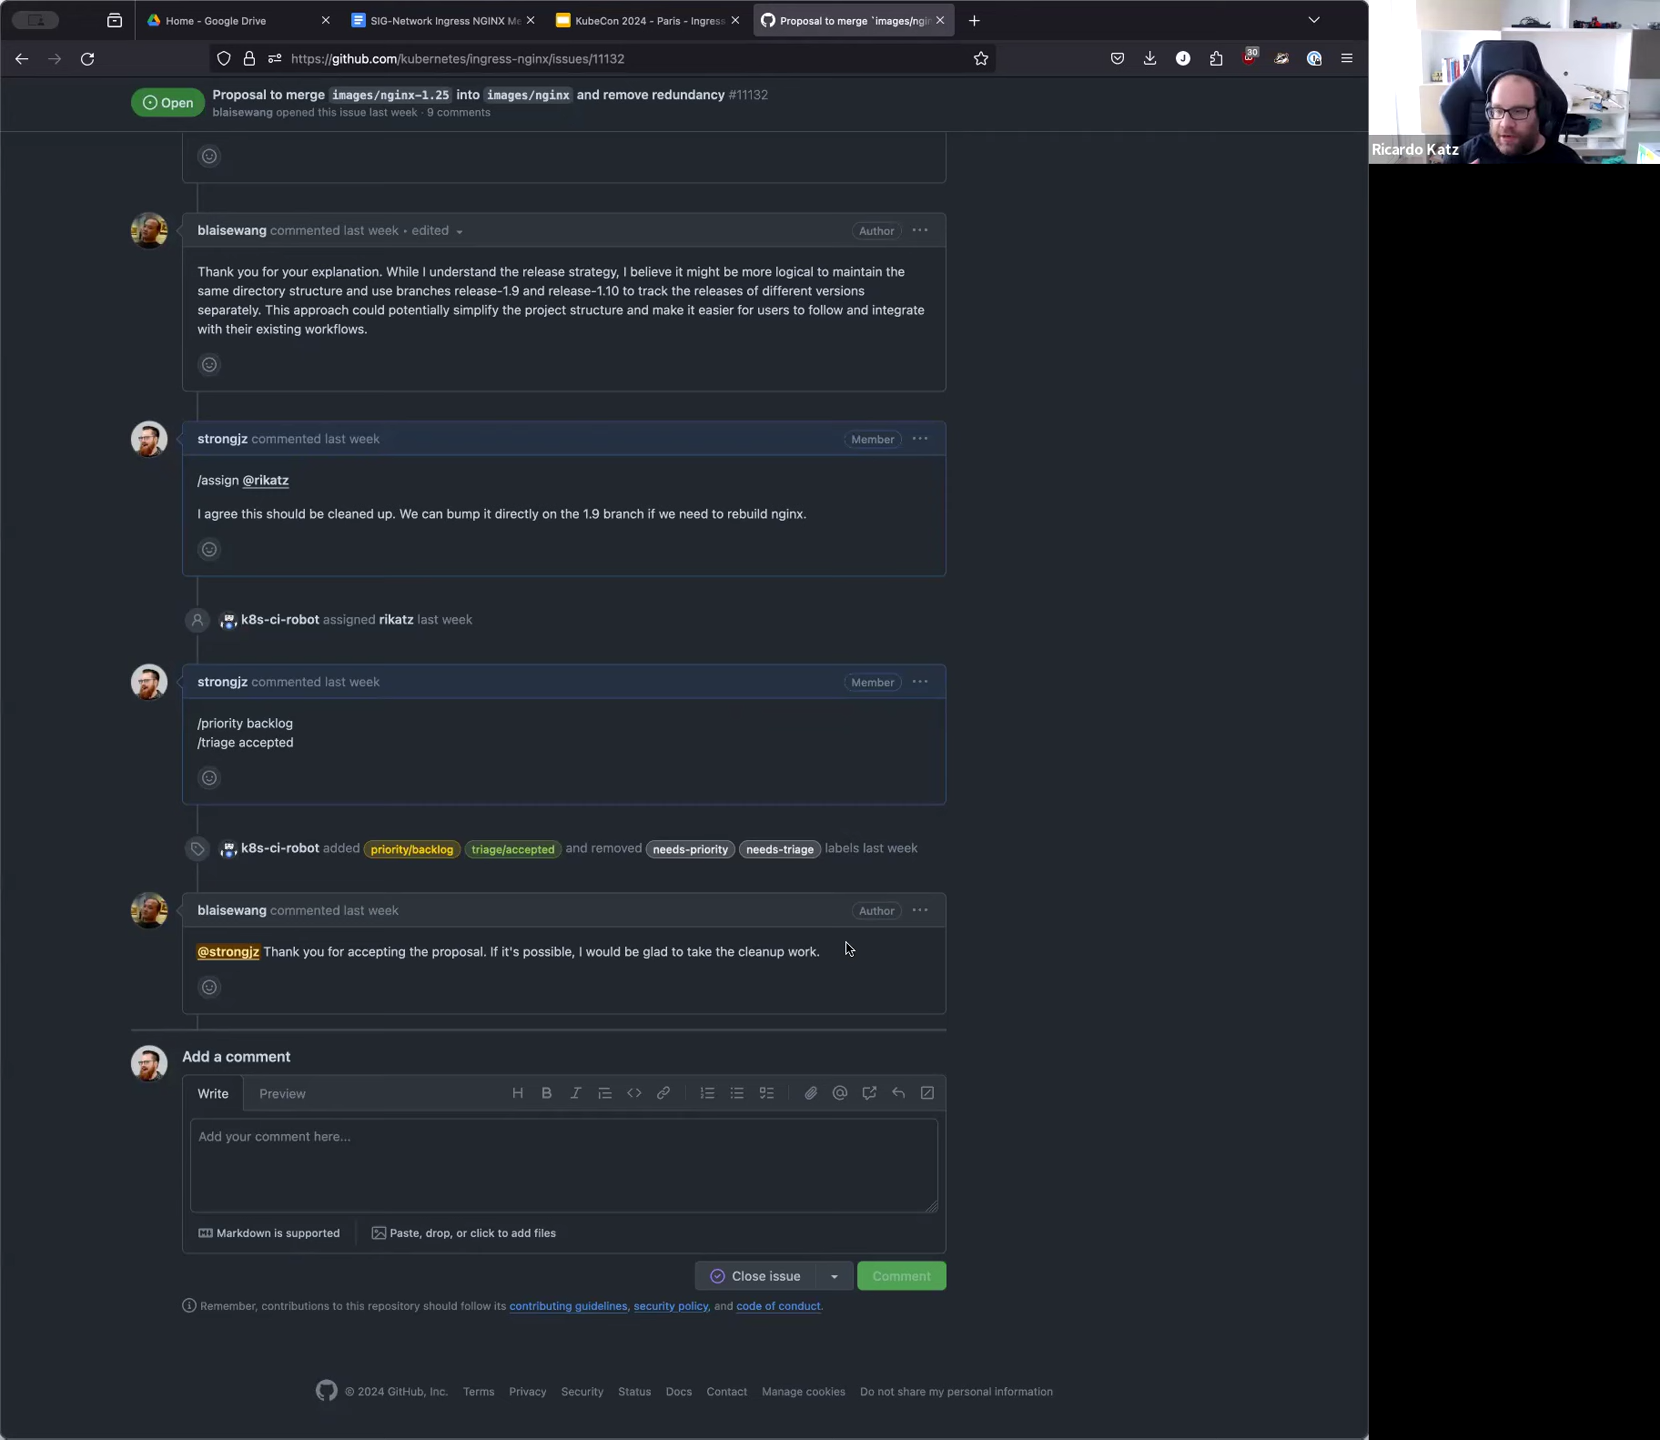 Home - Google Drive
SIG-Network Ingress NGINX Me
KubeCon 2024 - Paris - Ingress
Proposal to merge `images/ngin
https://github.com/kubernetes/ingress-nginx/issues/11132
30
Open
Proposal to merge images/nginx-1.25 into images/nginx and remove redundancy #11132
blaisewang opened this issue last week · 9 comments
Ricardo Katz
blaisewang commented last week • edited
Author
Thank you for your explanation. While I understand the release strategy, I believe it might be more logical to maintain the
same directory structure and use branches release-1.9 and release-1.10 to track the releases of different versions
separately. This approach could potentially simplify the project structure and make it easier for users to follow and integrate
with their existing workflows.
strongjz commented last week
Member
/assign @rikatz
I agree this should be cleaned up. We can bump it directly on the 1.9 branch if we need to rebuild nginx.
k8s-ci-robot assigned rikatz last week
strongjz commented last week
Member
/priority backlog
/triage accepted
k8s-ci-robot added priority/backlog triage/accepted and removed needs-priority needs-triage labels last week
blaisewang commented last week
Author
@strongjz Thank you for accepting the proposal. If it's possible, I would be glad to take the cleanup work.
Add a comment
Write
Preview
Add your comment here...
Markdown is supported
Paste, drop, or click to add files
Close issue
Comment
Remember, contributions to this repository should follow its contributing guidelines, security policy, and code of conduct.
© 2024 GitHub, Inc. Terms Privacy Security Status Docs Contact Manage cookies Do not share my personal information